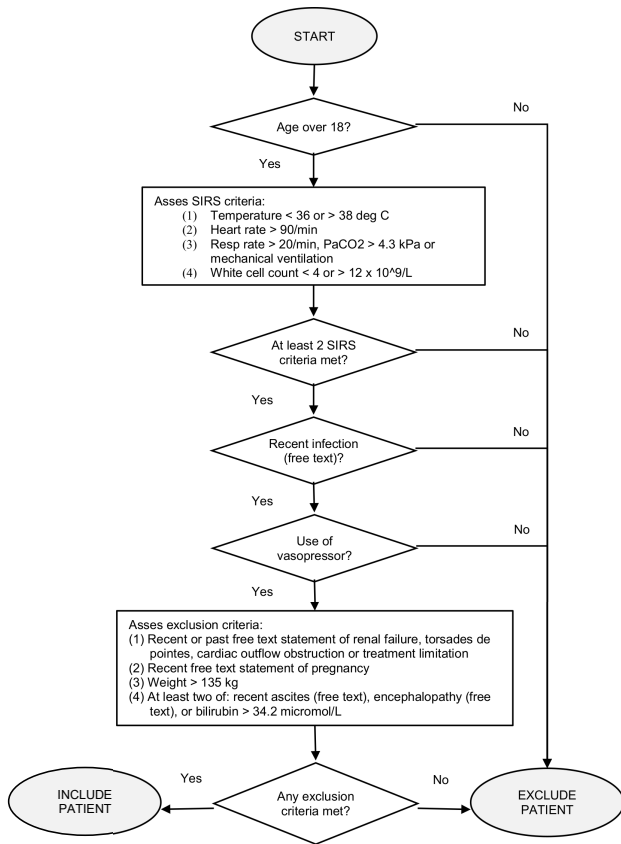 START
No
Age over 18?
Yes
Asses SIRS criteria:
(1) Temperature < 36 or > 38 deg C
(2) Heart rate > 90/min
(3) Resp rate > 20/min, PaCO2 > 4.3 kPa or
mechanical ventilation
(4) White cell count < 4 or > 12 x 10^9/L
At least 2 SIRS
criteria met?
No
Yes
Recent infection
(free text)?
No
Yes
Use of
vasopressor?
No
Yes
Asses exclusion criteria:
(1) Recent or past free text statement of renal failure, torsades de
pointes, cardiac outflow obstruction or treatment limitation
(2) Recent free text statement of pregnancy
(3) Weight > 135 kg
(4) At least two of: recent ascites (free text), encephalopathy (free
text), or bilirubin > 34.2 micromol/L
INCLUDE
PATIENT
Yes
Any exclusion
criteria met?
No
EXCLUDE
PATIENT